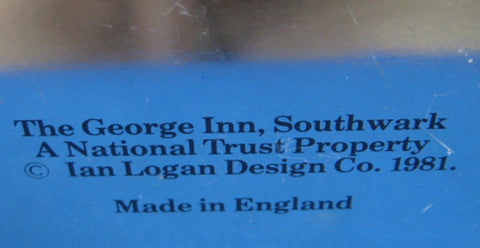 The George Inn, Southwark
A National Trust Property
© Ian Logan Design Co. 1981.
Made in England